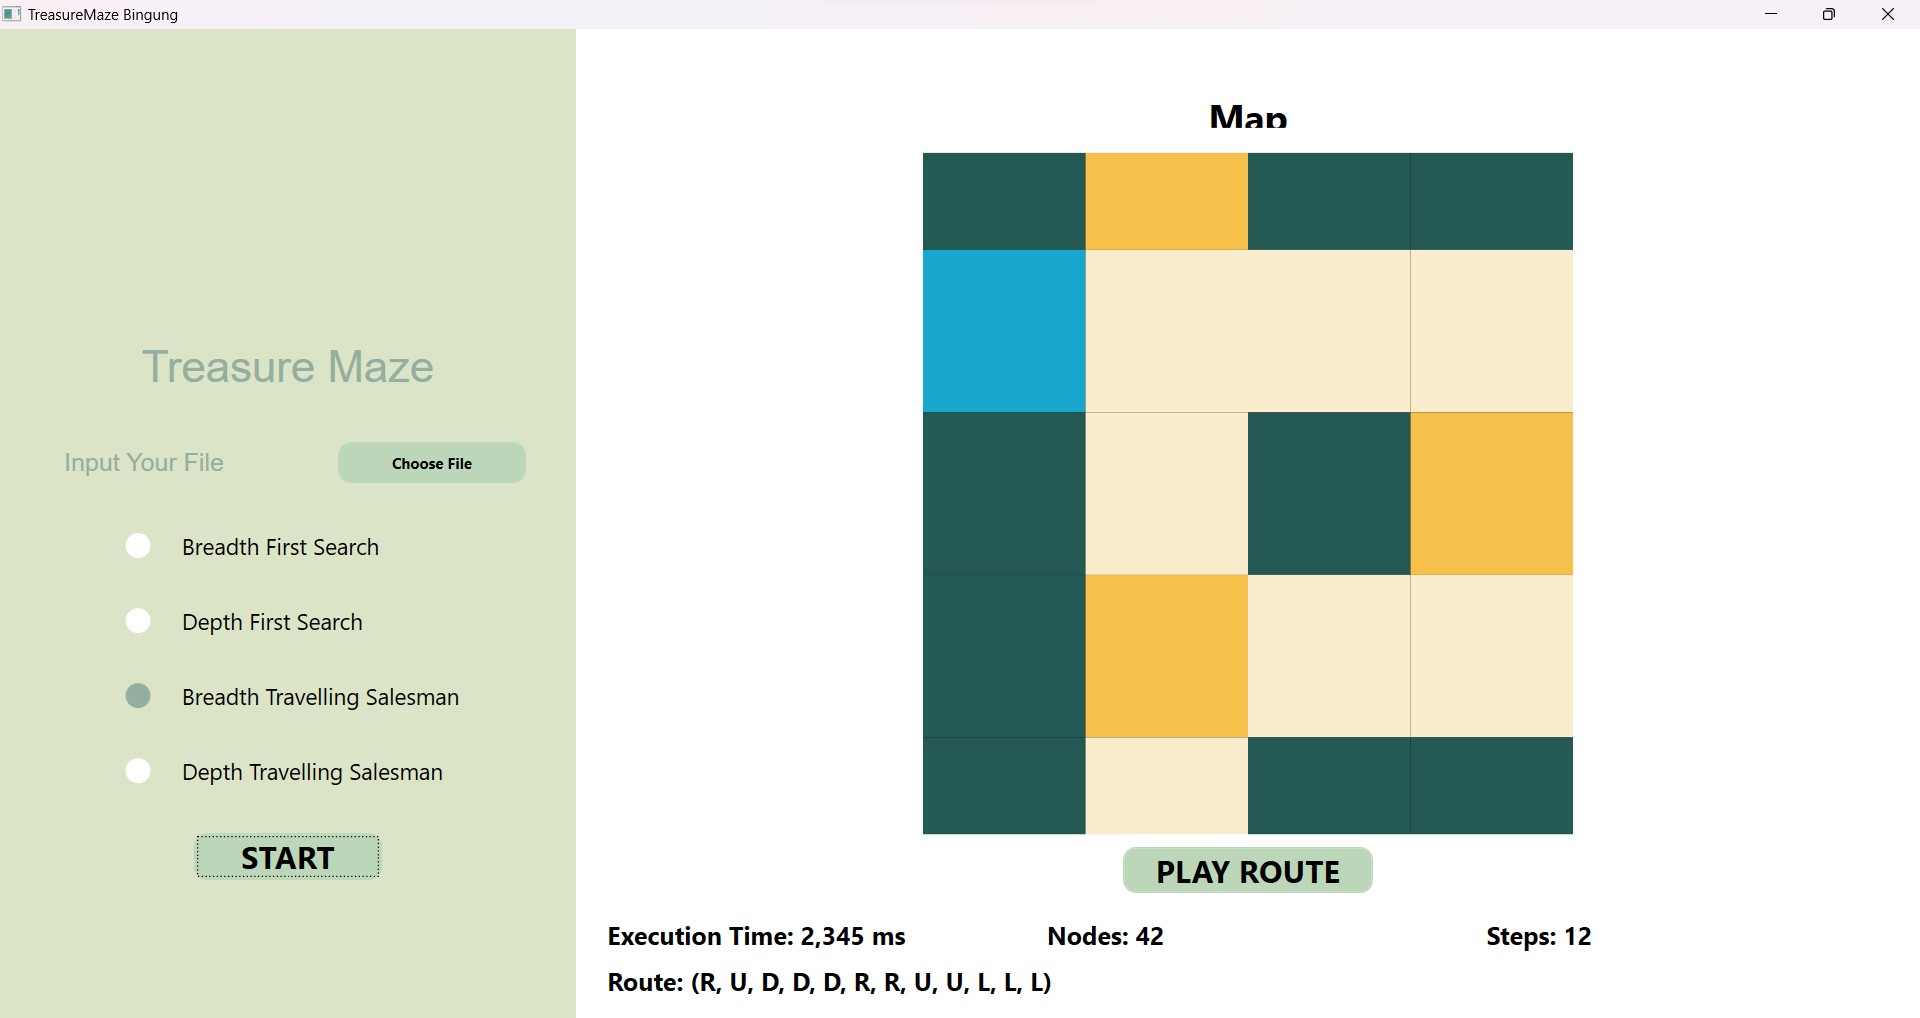 TreasureMaze Bingung
Treasure Maze
Input Your File
Choose File
Breadth First Search
Depth First Search
Breadth Travelling Salesman
Depth Travelling Salesman
START
Map
PLAY ROUTE
Execution Time: 2,345 ms
Nodes: 42
Steps: 12
Route: (R, U, D, D, D, R, R, U, U, L, L, L)